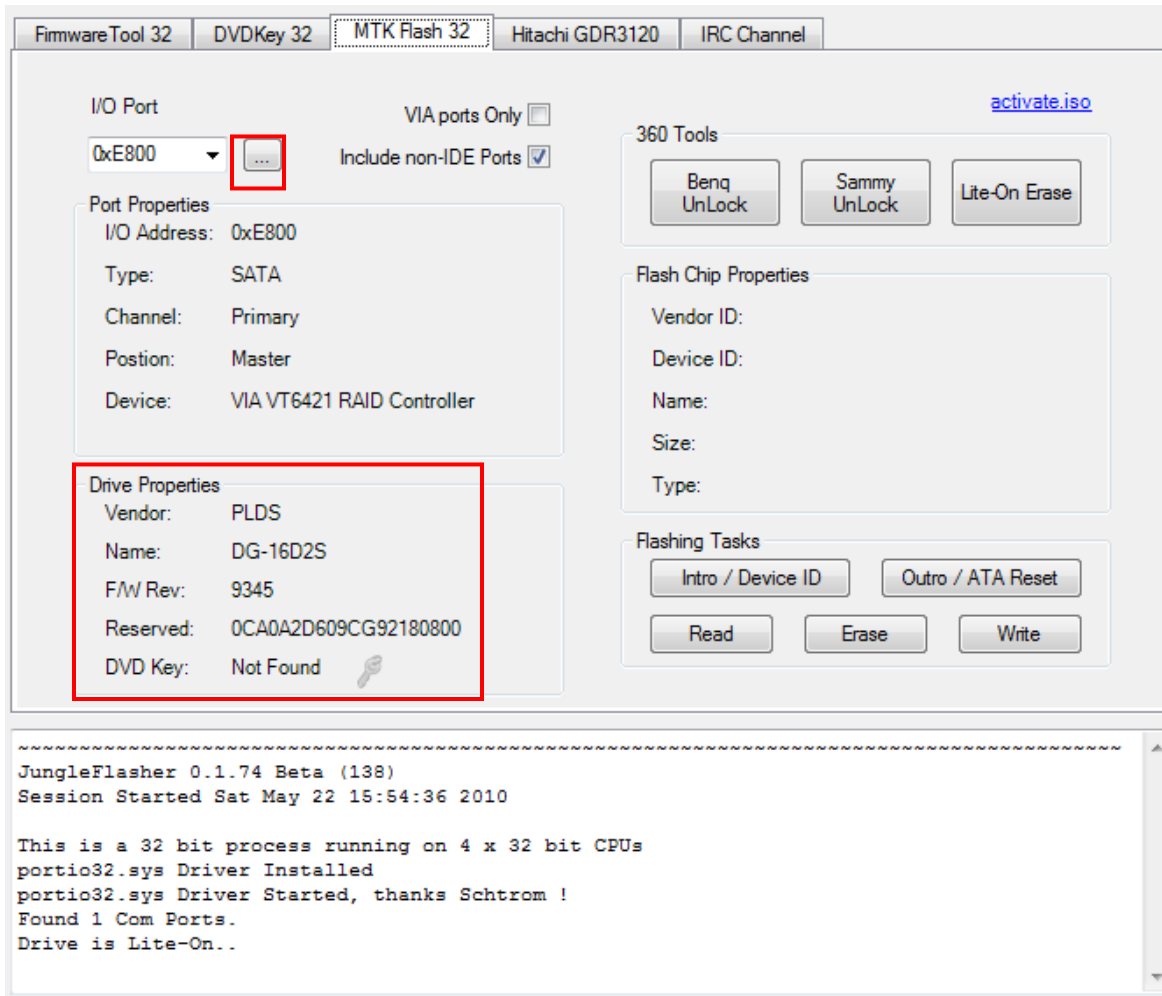 FirmwareTool 32 DVDKey 32 MTK Flash 32 Hitachi GDR3120 IRC Channel
I/O Port
VIA ports Only
activate.iso
0xE800 ... Include non-IDE Ports
Port Properties
I/O Address: 0xE800
Type: SATA
Channel: Primary
Postion: Master
Device: VIA VT6421 RAID Controller
Drive Properties
Vendor: PLDS
Name: DG-16D2S
F/W Rev: 9345
Reserved: 0CA0A2D609CG92180800
DVD Key: Not Found
360 Tools
Benq UnLock
Sammy UnLock
Lite-On Erase
Flash Chip Properties
Vendor ID:
Device ID:
Name:
Size:
Type:
Flashing Tasks
Intro / Device ID Outro / ATA Reset
Read Erase Write
~~~~~~~~~~~~~~~~~~~~~~~~~~~~~~~~~~~~~~~~~~~~~~~~~~~~~~~~~~~~~~~~~~~~~~~~~~~~~~~~~~~~~~~~~~
JungleFlasher 0.1.74 Beta (138)
Session Started Sat May 22 15:54:36 2010
This is a 32 bit process running on 4 x 32 bit CPUs
portio32.sys Driver Installed
portio32.sys Driver Started, thanks Schtrom !
Found 1 Com Ports.
Drive is Lite-On..